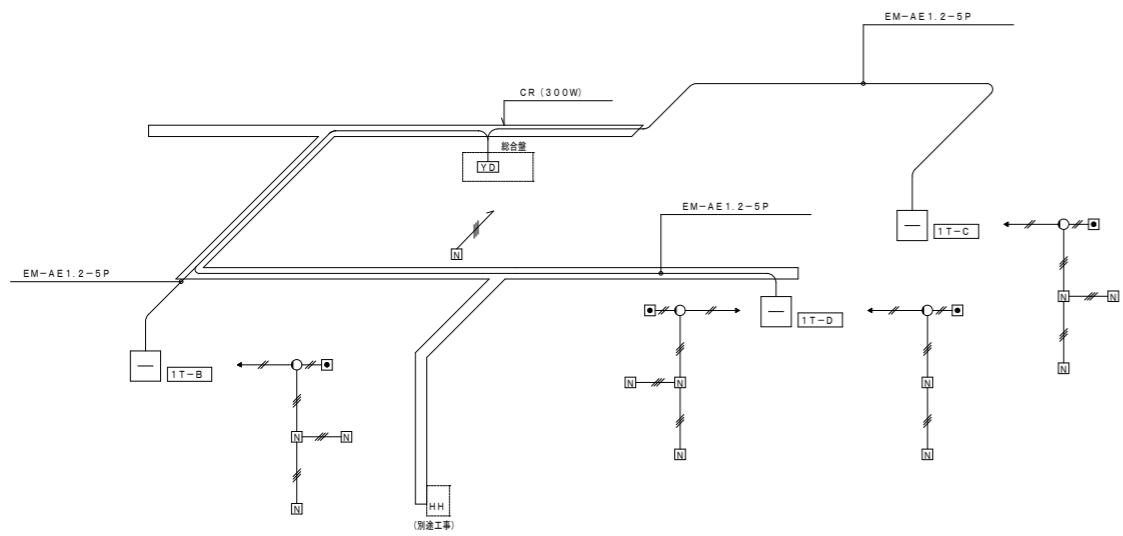 EM-AE1.2-5P
CR(300W)
総合盤
YD
EM-AE1.2-5P
1T-C
N
EM-AE1.2-5P
N
N
1T-D
1T-B
N
N
N
N
N
N
N
N
N
N
HH
(別途工事)